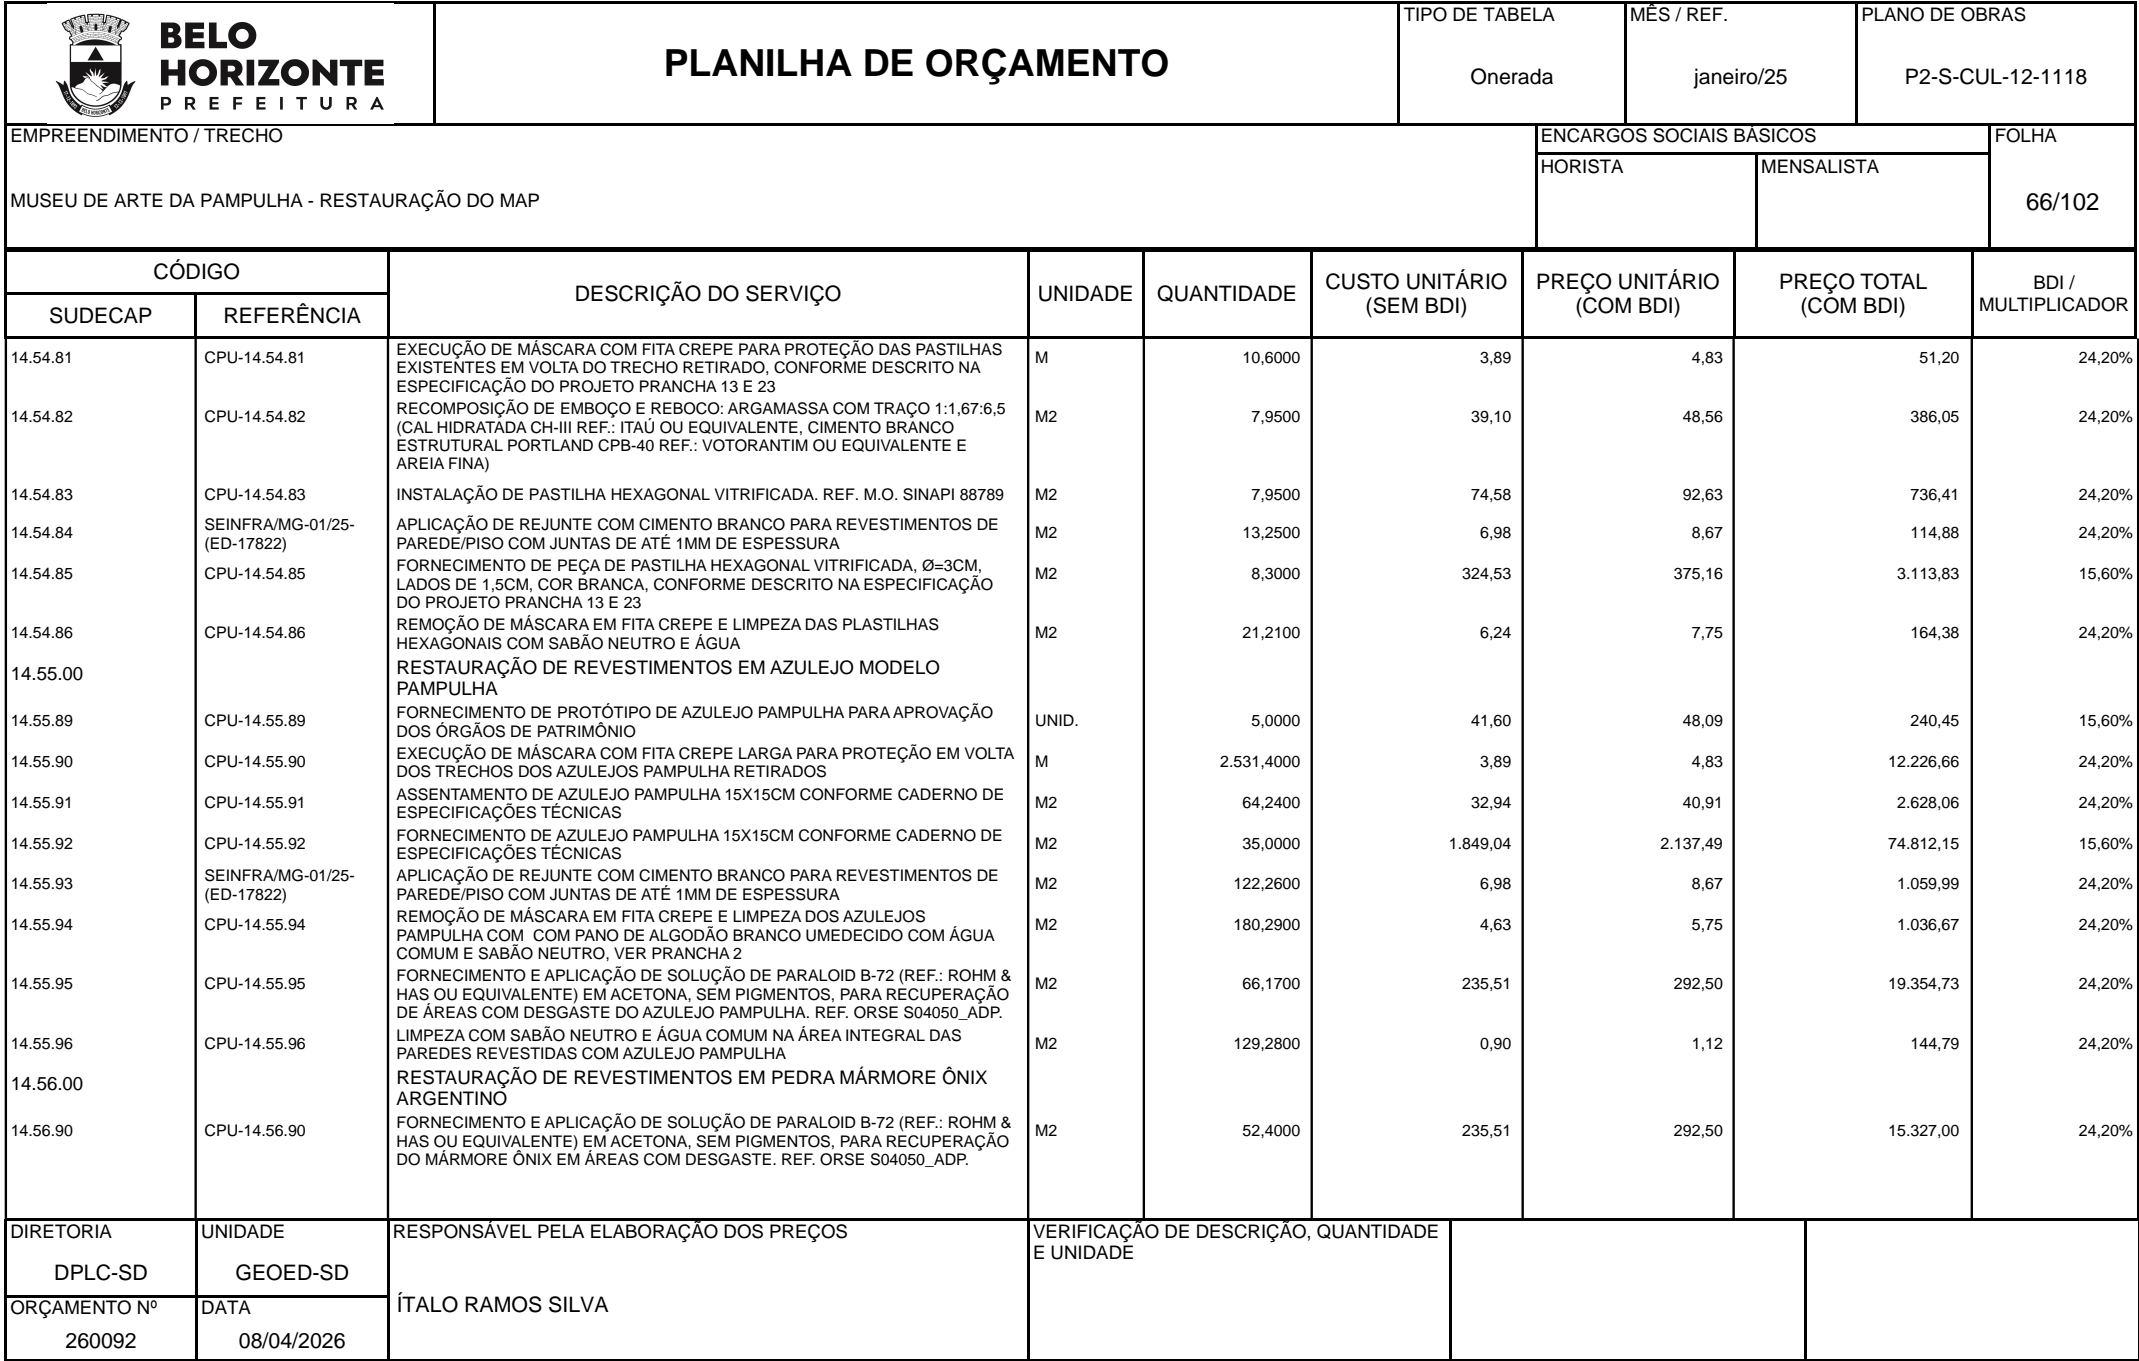 BELO
HORIZONTE
PREFEITURA
PLANILHA DE ORÇAMENTO
TIPO DE TABELA
Onerada
MÊS / REF.
janeiro/25
PLANO DE OBRAS
P2-S-CUL-12-1118
EMPREENDIMENTO / TRECHO
MUSEU DE ARTE DA PAMPULHA - RESTAURAÇÃO DO MAP
ENCARGOS SOCIAIS BÁSICOS
HORISTA
MENSALISTA
FOLHA
66/102
CÓDIGO
SUDECAP
REFERÊNCIA
DESCRIÇÃO DO SERVIÇO
UNIDADE
QUANTIDADE
CUSTO UNITÁRIO
(SEM BDI)
PREÇO UNITÁRIO
(COM BDI)
PREÇO TOTAL
(COM BDI)
BDI /
MULTIPLICADOR
14.54.81 CPU-14.54.81 EXECUÇÃO DE MÁSCARA COM FITA CREPE PARA PROTEÇÃO DAS PASTILHAS M 10,6000 3,89 4,83 51,20 24,20%
EXISTENTES EM VOLTA DO TRECHO RETIRADO, CONFORME DESCRITO NA
ESPECIFICAÇÃO DO PROJETO PRANCHA 13 E 23
14.54.82 CPU-14.54.82 RECOMPOSIÇÃO DE EMBOÇO E REBOCO: ARGAMASSA COM TRAÇO 1:1,67:6,5 M2 7,9500 39,10 48,56 386,05 24,20%
(CAL HIDRATADA CH-III REF.: ITAÚ OU EQUIVALENTE, CIMENTO BRANCO
ESTRUTURAL PORTLAND CPB-40 REF.: VOTORANTIM OU EQUIVALENTE E
AREIA FINA)
14.54.83 CPU-14.54.83 INSTALAÇÃO DE PASTILHA HEXAGONAL VITRIFICADA. REF. M.O. SINAPI 88789 M2 7,9500 74,58 92,63 736,41 24,20%
14.54.84 SEINFRA/MG-01/25- APLICAÇÃO DE REJUNTE COM CIMENTO BRANCO PARA REVESTIMENTOS DE M2 13,2500 6,98 8,67 114,88 24,20%
(ED-17822) PAREDE/PISO COM JUNTAS DE ATÉ 1MM DE ESPESSURA
14.54.85 CPU-14.54.85 FORNECIMENTO DE PEÇA DE PASTILHA HEXAGONAL VITRIFICADA, Ø=3CM, M2 8,3000 324,53 375,16 3.113,83 15,60%
LADOS DE 1,5CM, COR BRANCA, CONFORME DESCRITO NA ESPECIFICAÇÃO
DO PROJETO PRANCHA 13 E 23
14.54.86 CPU-14.54.86 REMOÇÃO DE MÁSCARA EM FITA CREPE E LIMPEZA DAS PLASTILHAS M2 21,2100 6,24 7,75 164,38 24,20%
HEXAGONAIS COM SABÃO NEUTRO E ÁGUA
14.55.00 RESTAURAÇÃO DE REVESTIMENTOS EM AZULEJO MODELO
PAMPULHA
14.55.89 CPU-14.55.89 FORNECIMENTO DE PROTÓTIPO DE AZULEJO PAMPULHA PARA APROVAÇÃO UNID. 5,0000 41,60 48,09 240,45 15,60%
DOS ÓRGÃOS DE PATRIMÔNIO
14.55.90 CPU-14.55.90 EXECUÇÃO DE MÁSCARA COM FITA CREPE LARGA PARA PROTEÇÃO EM VOLTA M 2.531,4000 3,89 4,83 12.226,66 24,20%
DOS TRECHOS DOS AZULEJOS PAMPULHA RETIRADOS
14.55.91 CPU-14.55.91 ASSENTAMENTO DE AZULEJO PAMPULHA 15X15CM CONFORME CADERNO DE M2 64,2400 32,94 40,91 2.628,06 24,20%
ESPECIFICAÇÕES TÉCNICAS
14.55.92 CPU-14.55.92 FORNECIMENTO DE AZULEJO PAMPULHA 15X15CM CONFORME CADERNO DE M2 35,0000 1.849,04 2.137,49 74.812,15 15,60%
ESPECIFICAÇÕES TÉCNICAS
14.55.93 SEINFRA/MG-01/25- APLICAÇÃO DE REJUNTE COM CIMENTO BRANCO PARA REVESTIMENTOS DE M2 122,2600 6,98 8,67 1.059,99 24,20%
(ED-17822) PAREDE/PISO COM JUNTAS DE ATÉ 1MM DE ESPESSURA
14.55.94 CPU-14.55.94 REMOÇÃO DE MÁSCARA EM FITA CREPE E LIMPEZA DOS AZULEJOS M2 180,2900 4,63 5,75 1.036,67 24,20%
PAMPULHA COM COM PANO DE ALGODÃO BRANCO UMEDECIDO COM ÁGUA
COMUM E SABÃO NEUTRO, VER PRANCHA 2
14.55.95 CPU-14.55.95 FORNECIMENTO E APLICAÇÃO DE SOLUÇÃO DE PARALOID B-72 (REF.: ROHM & M2 66,1700 235,51 292,50 19.354,73 24,20%
HAS OU EQUIVALENTE) EM ACETONA, SEM PIGMENTOS, PARA RECUPERAÇÃO
DE ÁREAS COM DESGASTE DO AZULEJO PAMPULHA. REF. ORSE S04050_ADP.
14.55.96 CPU-14.55.96 LIMPEZA COM SABÃO NEUTRO E ÁGUA COMUM NA ÁREA INTEGRAL DAS M2 129,2800 0,90 1,12 144,79 24,20%
PAREDES REVESTIDAS COM AZULEJO PAMPULHA
14.56.00 RESTAURAÇÃO DE REVESTIMENTOS EM PEDRA MÁRMORE ÔNIX
ARGENTINO
14.56.90 CPU-14.56.90 FORNECIMENTO E APLICAÇÃO DE SOLUÇÃO DE PARALOID B-72 (REF.: ROHM & M2 52,4000 235,51 292,50 15.327,00 24,20%
HAS OU EQUIVALENTE) EM ACETONA, SEM PIGMENTOS, PARA RECUPERAÇÃO
DO MÁRMORE ÔNIX EM ÁREAS COM DESGASTE. REF. ORSE S04050_ADP.
DIRETORIA
DPLC-SD
UNIDADE
GEOED-SD
ORÇAMENTO Nº
260092
DATA
08/04/2026
RESPONSÁVEL PELA ELABORAÇÃO DOS PREÇOS
ÍTALO RAMOS SILVA
VERIFICAÇÃO DE DESCRIÇÃO, QUANTIDADE
E UNIDADE